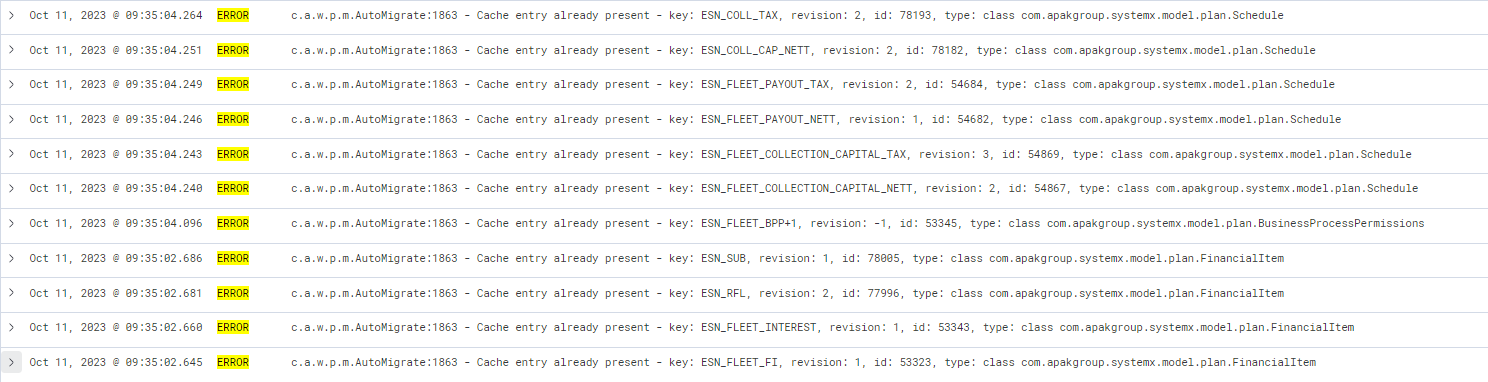 Oct 11, 2023 @ 09:35:04.264 ERROR c.a.w.p.m.AutoMigrate:1863 - Cache entry already present - key: ESN_COLL_TAX, revision: 2, id: 78193, type: class com.apakgroup.systemx.model.plan.Schedule
Oct 11, 2023 @ 09:35:04.251 ERROR c.a.w.p.m.AutoMigrate:1863 - Cache entry already present - key: ESN_COLL_CAP_NETT, revision: 2, id: 78182, type: class com.apakgroup.systemx.model.plan.Schedule
Oct 11, 2023 @ 09:35:04.249 ERROR c.a.w.p.m.AutoMigrate:1863 - Cache entry already present - key: ESN_FLEET_PAYOUT_TAX, revision: 2, id: 54684, type: class com.apakgroup.systemx.model.plan.Schedule
Oct 11, 2023 @ 09:35:04.246 ERROR c.a.w.p.m.AutoMigrate:1863 - Cache entry already present - key: ESN_FLEET_PAYOUT_NETT, revision: 1, id: 54682, type: class com.apakgroup.systemx.model.plan.Schedule
Oct 11, 2023 @ 09:35:04.243 ERROR c.a.w.p.m.AutoMigrate:1863 - Cache entry already present - key: ESN_FLEET_COLLECTION_CAPITAL_TAX, revision: 3, id: 54869, type: class com.apakgroup.systemx.model.plan.Schedule
Oct 11, 2023 @ 09:35:04.240 ERROR c.a.w.p.m.AutoMigrate:1863 - Cache entry already present - key: ESN_FLEET_COLLECTION_CAPITAL_NETT, revision: 2, id: 54867, type: class com.apakgroup.systemx.model.plan.Schedule
Oct 11, 2023 @ 09:35:04.096 ERROR c.a.w.p.m.AutoMigrate:1863 - Cache entry already present - key: ESN_FLEET_BPP+1, revision: -1, id: 53345, type: class com.apakgroup.systemx.model.plan.BusinessProcessPermissions
Oct 11, 2023 @ 09:35:02.686 ERROR c.a.w.p.m.AutoMigrate:1863 - Cache entry already present - key: ESN_SUB, revision: 1, id: 78005, type: class com.apakgroup.systemx.model.plan.FinancialItem
Oct 11, 2023 @ 09:35:02.681 ERROR c.a.w.p.m.AutoMigrate:1863 - Cache entry already present - key: ESN_RFL, revision: 2, id: 77996, type: class com.apakgroup.systemx.model.plan.FinancialItem
Oct 11, 2023 @ 09:35:02.660 ERROR c.a.w.p.m.AutoMigrate:1863 - Cache entry already present - key: ESN_FLEET_INTEREST, revision: 1, id: 53343, type: class com.apakgroup.systemx.model.plan.FinancialItem
Oct 11, 2023 @ 09:35:02.645 ERROR c.a.w.p.m.AutoMigrate:1863 - Cache entry already present - key: ESN_FLEET_FI, revision: 1, id: 53323, type: class com.apakgroup.systemx.model.plan.FinancialItem